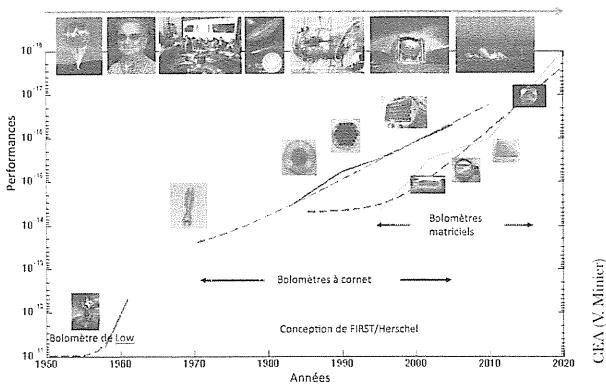 Performances
10⁻¹⁸
10⁻¹⁷
10⁻¹⁶
10⁻¹⁵
10⁻¹⁴
10⁻¹³
10⁻¹²
10⁻¹¹
Bolomètres
matriciels
Bolomètres à cornet
Bolomètre de Low
Conception de FIRST/Herschel
1950
1960
1970
1980
1990
2000
2010
2020
Années
CEA (V. Minier)